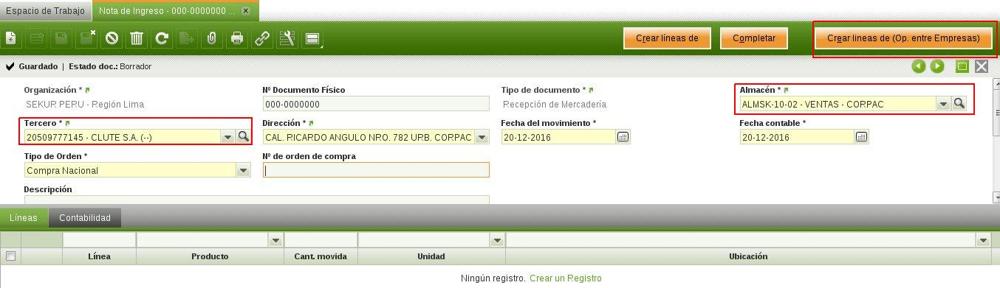 Espacio de Trabajo Nota de Ingreso - 000-0000000 ...
Crear líneas de Completar Crear lineas de (Op. entre Empresas)
Guardado | Estado doc.: Borrador
Organización * Nº Documento Físico Tipo de documento * Almacén *
SEKUR PERU - Región Lima 000-0000000 Recepción de Mercadería ALMSK-10-02 - VENTAS - CORPAC
Tercero * Dirección * Fecha del movimiento * Fecha contable *
20509777145 - CLUTE S.A. (--) CAL. RICARDO ANGULO NRO. 782 URB. CORPAC 20-12-2016 20-12-2016
Tipo de Orden * Nº de orden de compra
Compra Nacional
Descripción
Líneas Contabilidad
Línea Producto Cant. movida Unidad Ubicación
Ningún registro. Crear un Registro